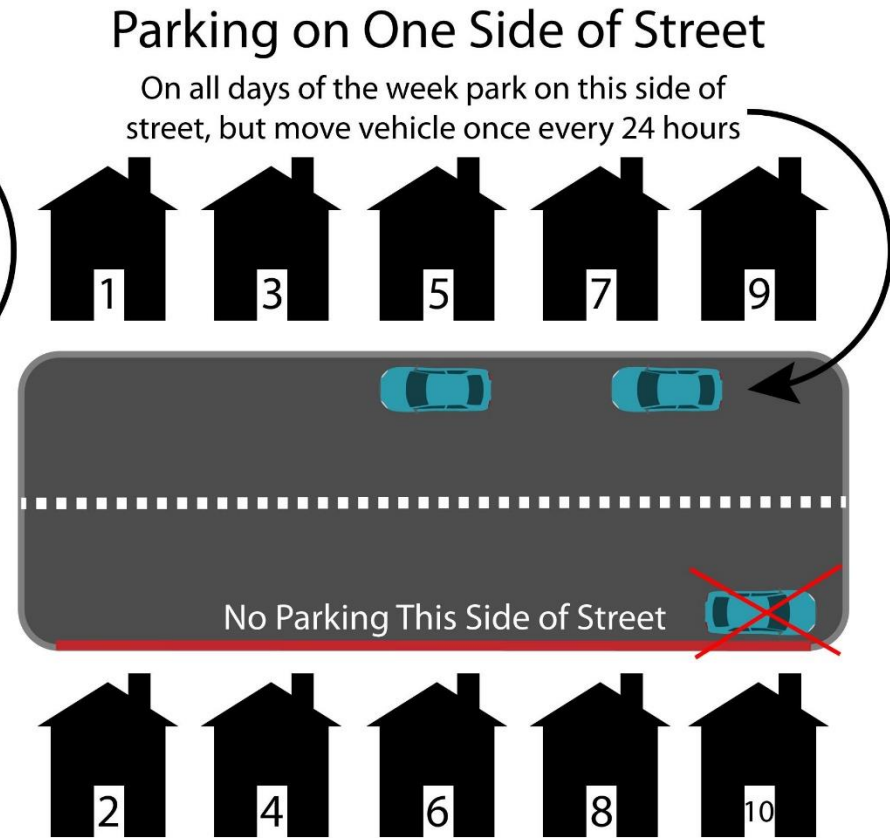 Parking on One Side of Street
On all days of the week park on this side of
street, but move vehicle once every 24 hours
1 3 5 7 9
No Parking This Side of Street
2 4 6 8 10